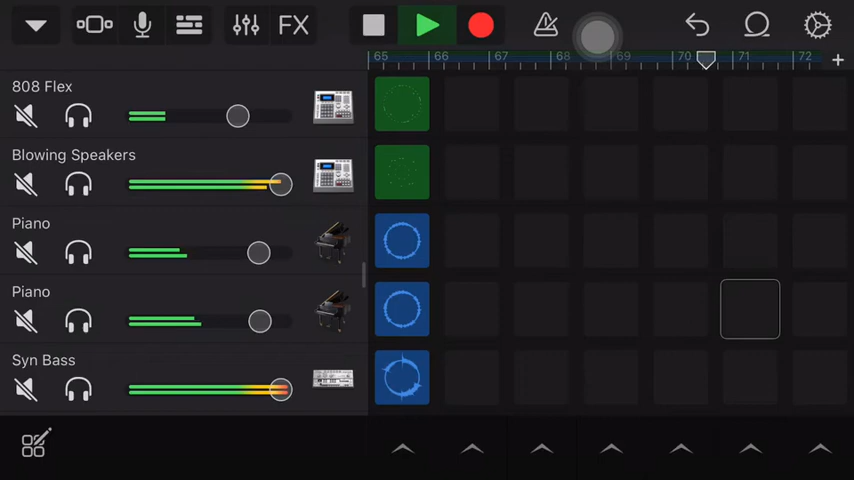 FX
65 66 67 68 69 70 71 72 +
808 Flex
Blowing Speakers
Piano
Piano
Syn Bass